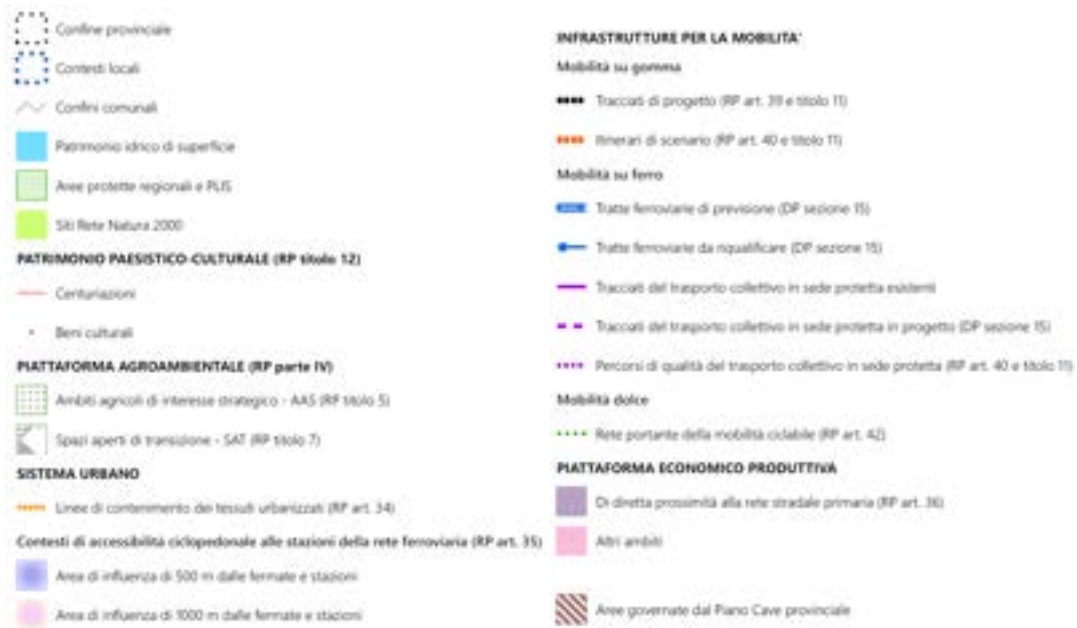 Confine provinciale
Contesti locali
Confini comunali
Patrimonio idrico di superficie
Aree protette regionali e PLIS
Siti Rete Natura 2000
PATRIMONIO PAESISTICO-CULTURALE (RP titolo 12)
Centuriazioni
Beni culturali
PIATTAFORMA AGROAMBIENTALE (RP parte IV)
Ambiti agricoli di interesse strategico - AAS (RP titolo 5)
Spazi aperti di transizione - SAT (RP titolo 7)
SISTEMA URBANO
Linee di contenimento dei tessuti urbanizzati (RP art. 34)
Contesti di accessibilità ciclopedonale alle stazioni della rete ferroviaria (RP art. 35)
Area di influenza di 500 m dalle fermate e stazioni
Area di influenza di 1000 m dalle fermate e stazioni
INFRASTRUTTURE PER LA MOBILITA'
Mobilità su gomma
Tracciati di progetto (RP art. 39 e titolo 11)
Itinerari di scenario (RP art. 40 e titolo 11)
Mobilità su ferro
Tratte ferroviarie di previsione (DP sezione 15)
Tratte ferroviarie da riqualificare (DP sezione 15)
Tracciati del trasporto collettivo in sede protetta esistenti
Tracciati del trasporto collettivo in sede protetta in progetto (DP sezione 15)
Percorsi di qualità del trasporto collettivo in sede protetta (RP art. 40 e titolo 11)
Mobilità dolce
Rete portante della mobilità ciclabile (RP art. 42)
PIATTAFORMA ECONOMICO PRODUTTIVA
Di diretta prossimità alla rete stradale primaria (RP art. 36)
Altri ambiti
Aree governate dal Piano Cave provinciale